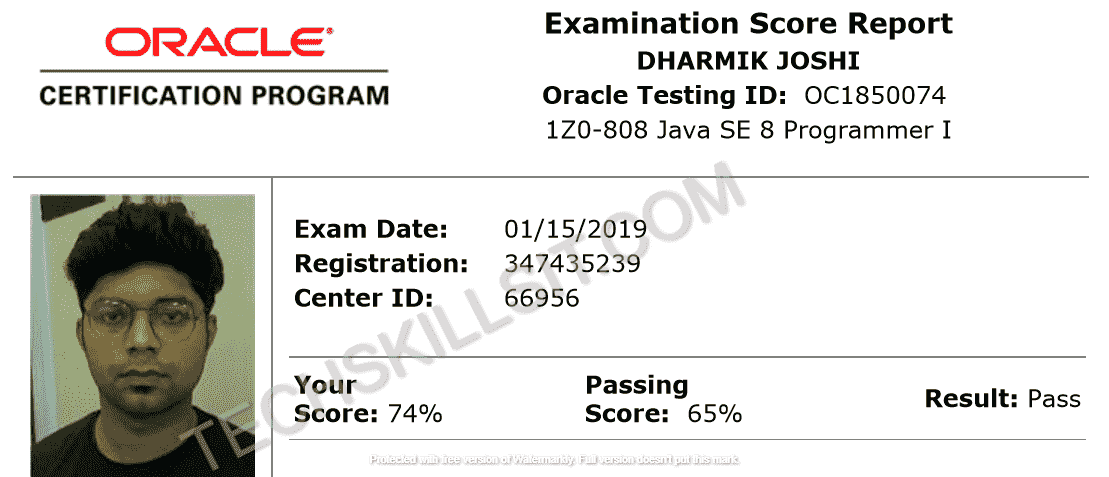 ORACLE
CERTIFICATION PROGRAM
Examination Score Report
DHARMIK JOSHI
Oracle Testing ID: OC1850074
1Z0-808 Java SE 8 Programmer I
Exam Date: 01/15/2019
Registration: 347435239
Center ID: 66956
Your Score: 74%
Passing Score: 65%
Result: Pass
TECHSKILLSIT.COM
Protected with free version of Watermarkly. Full version doesn't put this mark.